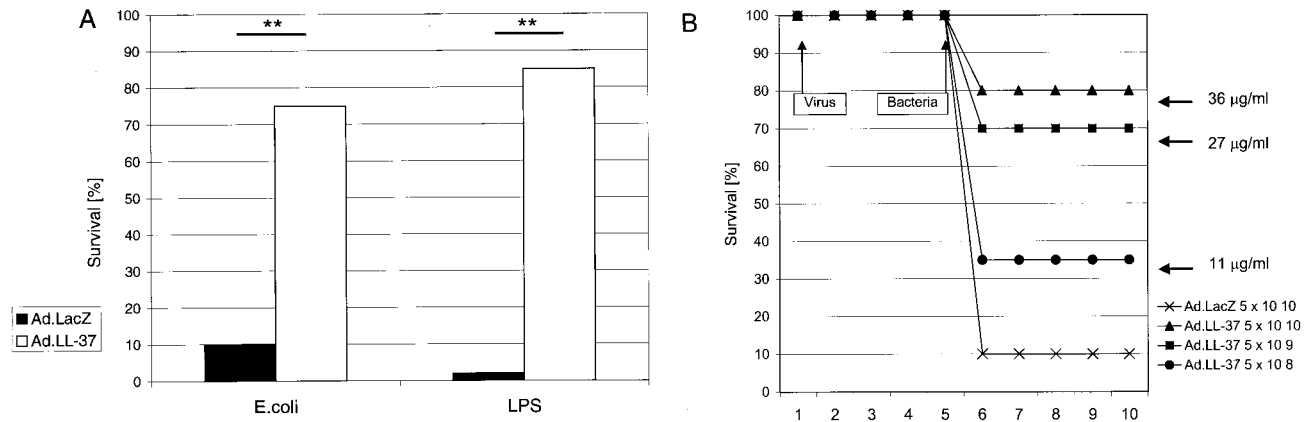 A
**
**
100
90
80
70
60
50
40
30
20
10
0
Survival [%]
E.coli
LPS
Ad.LacZ
Ad.LL-37
B
100
90
80
70
60
50
40
30
20
10
0
Survival [%]
Virus
Bacteria
1 2 3 4 5 6 7 8 9 10
36 µg/ml
27 µg/ml
11 µg/ml
Ad.LacZ 5 x 10 10
Ad.LL-37 5 x 10 10
Ad.LL-37 5 x 10 9
Ad.LL-37 5 x 10 8